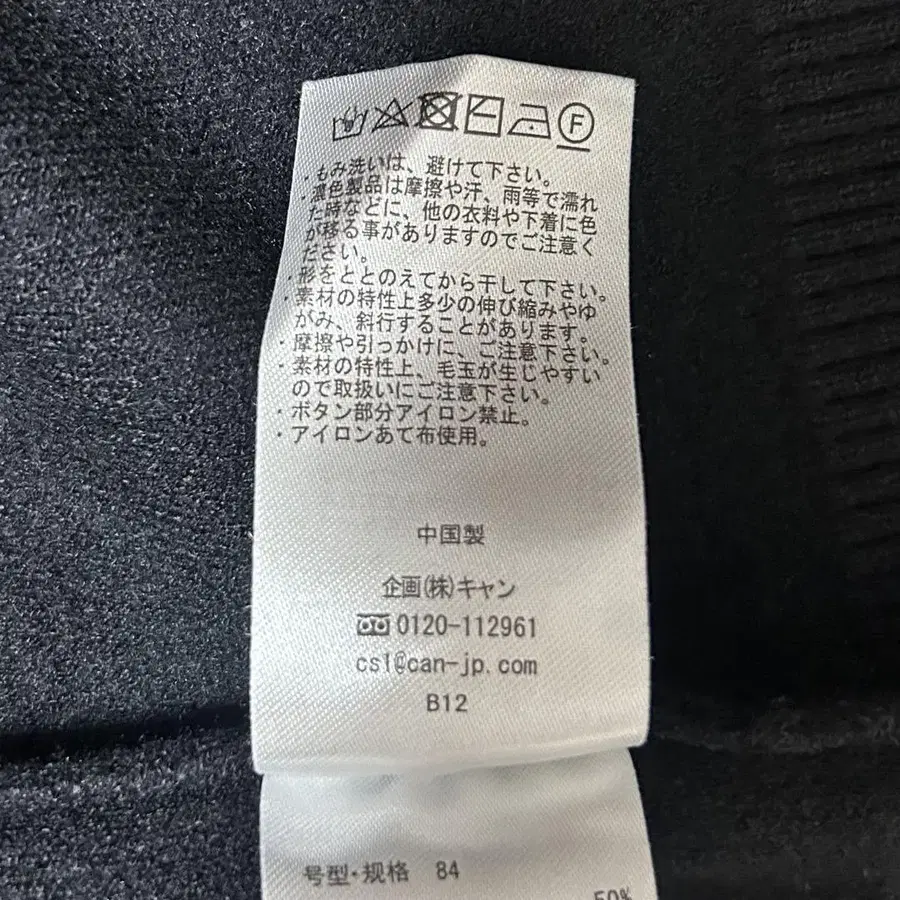 F
・もみ洗いは、避けて下さい。
・濃色製品は摩擦や汗、雨等で濡れ
た時などに、他の衣料や下着に色
が移る事がありますのでご注意く
ださい。
・形をととのえてから干して下さい。
・素材の特性上多少の伸び縮みやゆ
がみ、斜行することがあります。
・摩擦や引っかけに、ご注意下さい。
・素材の特性上、毛玉が生じやすい
ので取扱いにご注意下さい。
・ボタン部分アイロン禁止。
・アイロンあて布使用。
中国製
企画(株)キャン
0120-112961
csl@can-jp.com
B12
号型・规格 84
50%